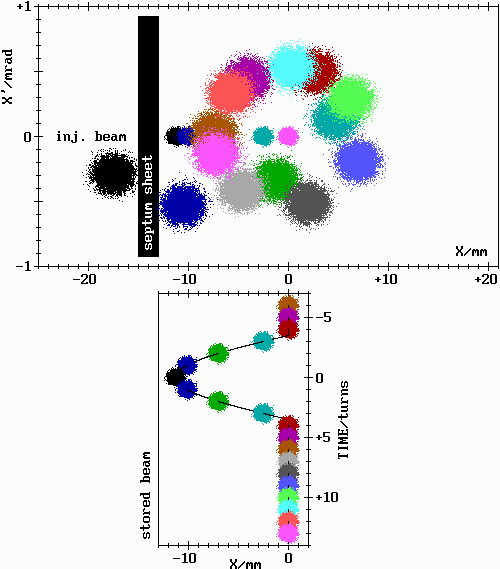 +1
X'/mrad
0
inj. beam
septum sheet
X/mm
-1
-20
-10
0
+10
+20
-5
0
+5
+10
TIME/turns
stored beam
-10
0
X/mm